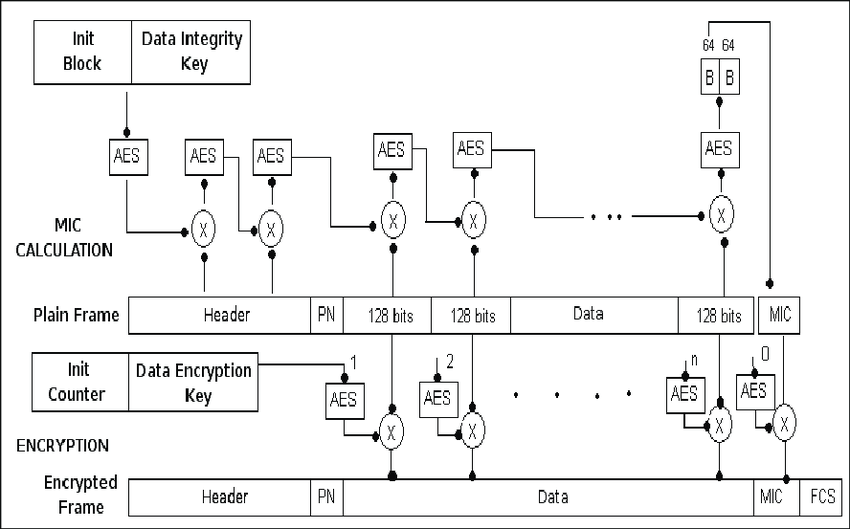 64 64
Init Block
Data Integrity Key
B B
AES AES AES AES AES AES
X X X X X
MIC CALCULATION
Plain Frame Header PN 128 bits 128 bits Data 128 bits MIC
Init Counter
Data Encryption Key
1 2 n 0
AES AES AES AES
X X X X
ENCRYPTION
Encrypted Frame Header PN Data MIC FCS